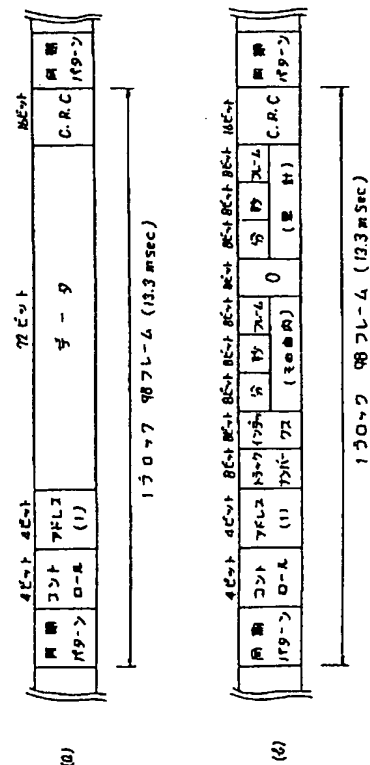 (a)
4ビット 4ビット 72ビット 16ビット
同期 パターン
コント ロール
アドレス (1)
データ
C.R.C
同期 パターン
1ブロック 98フレーム (13.3mSec)
(b)
4ビット 4ビット 8ビット 8ビット 8ビット 8ビット 8ビット 8ビット 8ビット 8ビット 8ビット 16ビット
同期 パターン
コント ロール
アドレス (1)
トラック ナンバー
インデックス
分 秒 フレーム
(その曲内)
0
分 秒 フレーム
(累計)
C.R.C
同期 パターン
1ブロック 98フレーム (13.3mSec)